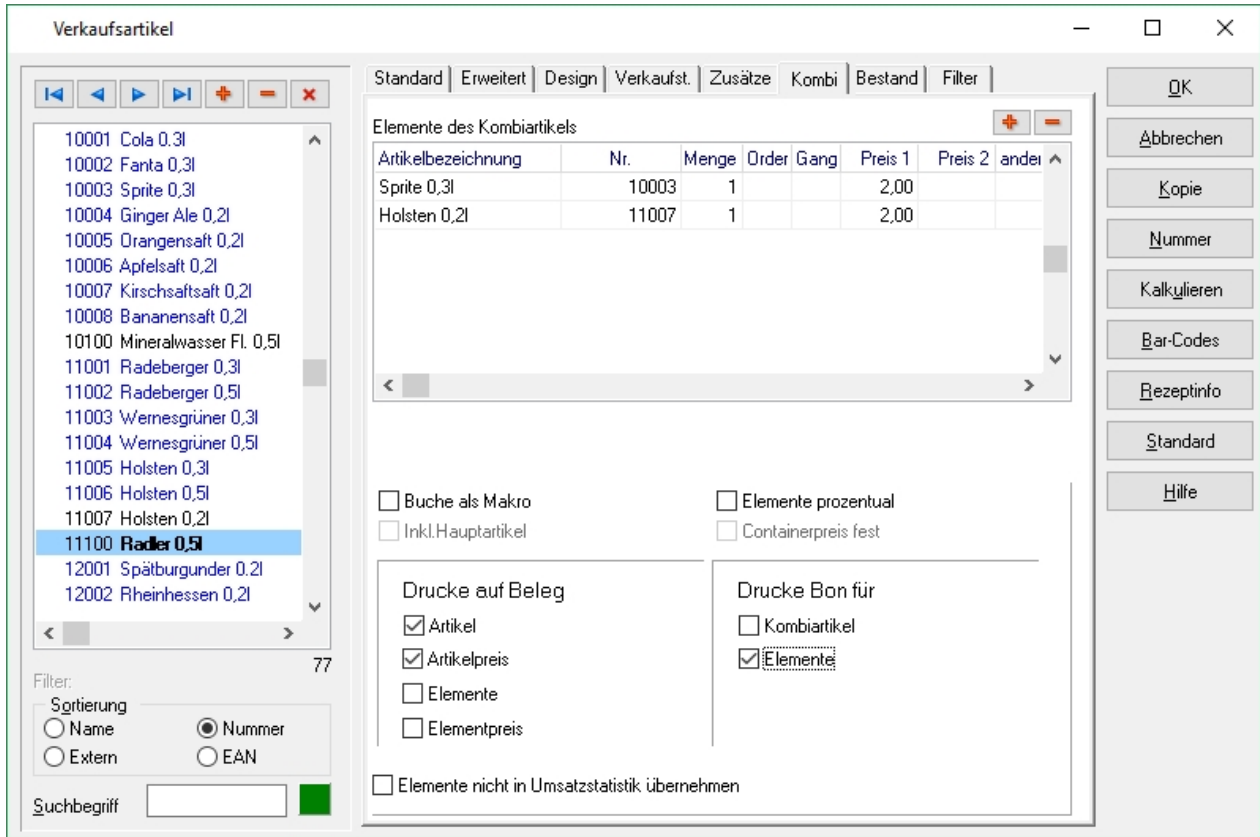 Verkaufsartikel
10001 Cola 0.3l
10002 Fanta 0,3l
10003 Sprite 0,3l
10004 Ginger Ale 0,2l
10005 Orangensaft 0,2l
10006 Apfelsaft 0,2l
10007 Kirschsaftsaft 0,2l
10008 Bananensaft 0,2l
10100 Mineralwasser Fl. 0,5l
11001 Radeberger 0,3l
11002 Radeberger 0,5l
11003 Wernesgrüner 0,3l
11004 Wernesgrüner 0,5l
11005 Holsten 0,3l
11006 Holsten 0,5l
11007 Holsten 0,2l
11100 Radler 0,5l
12001 Spätburgunder 0.2l
12002 Rheinhessen 0,2l
77
Filter:
Sortierung
Name Nummer
Extern EAN
Suchbegriff
Standard Erweitert Design Verkaufst. Zusätze Kombi Bestand Filter
Elemente des Kombiartikels
Artikelbezeichnung Nr. Menge Order Gang Preis 1 Preis 2 ander
Sprite 0,3l 10003 1 2,00
Holsten 0,2l 11007 1 2,00
Buche als Makro Elemente prozentual
Inkl.Hauptartikel Containerpreis fest
Drucke auf Beleg
Artikel
Artikelpreis
Elemente
Elementpreis
Drucke Bon für
Kombiartikel
Elemente
Elemente nicht in Umsatzstatistik übernehmen
OK
Abbrechen
Kopie
Nummer
Kalkulieren
Bar-Codes
Rezeptinfo
Standard
Hilfe